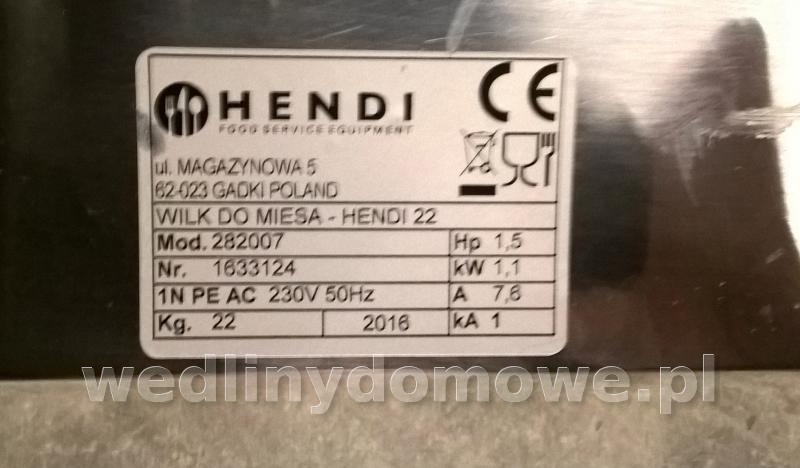 HENDI
FOOD SERVICE EQUIPMENT
CE
ul. MAGAZYNOWA 5
62-023 GADKI POLAND
WILK DO MIESA - HENDI 22
Mod. 282007 Hp 1,5
Nr. 1633124 kW 1,1
1N PE AC 230V 50Hz A 7,6
Kg. 22 2016 kA 1
wedlinydomowe.pl